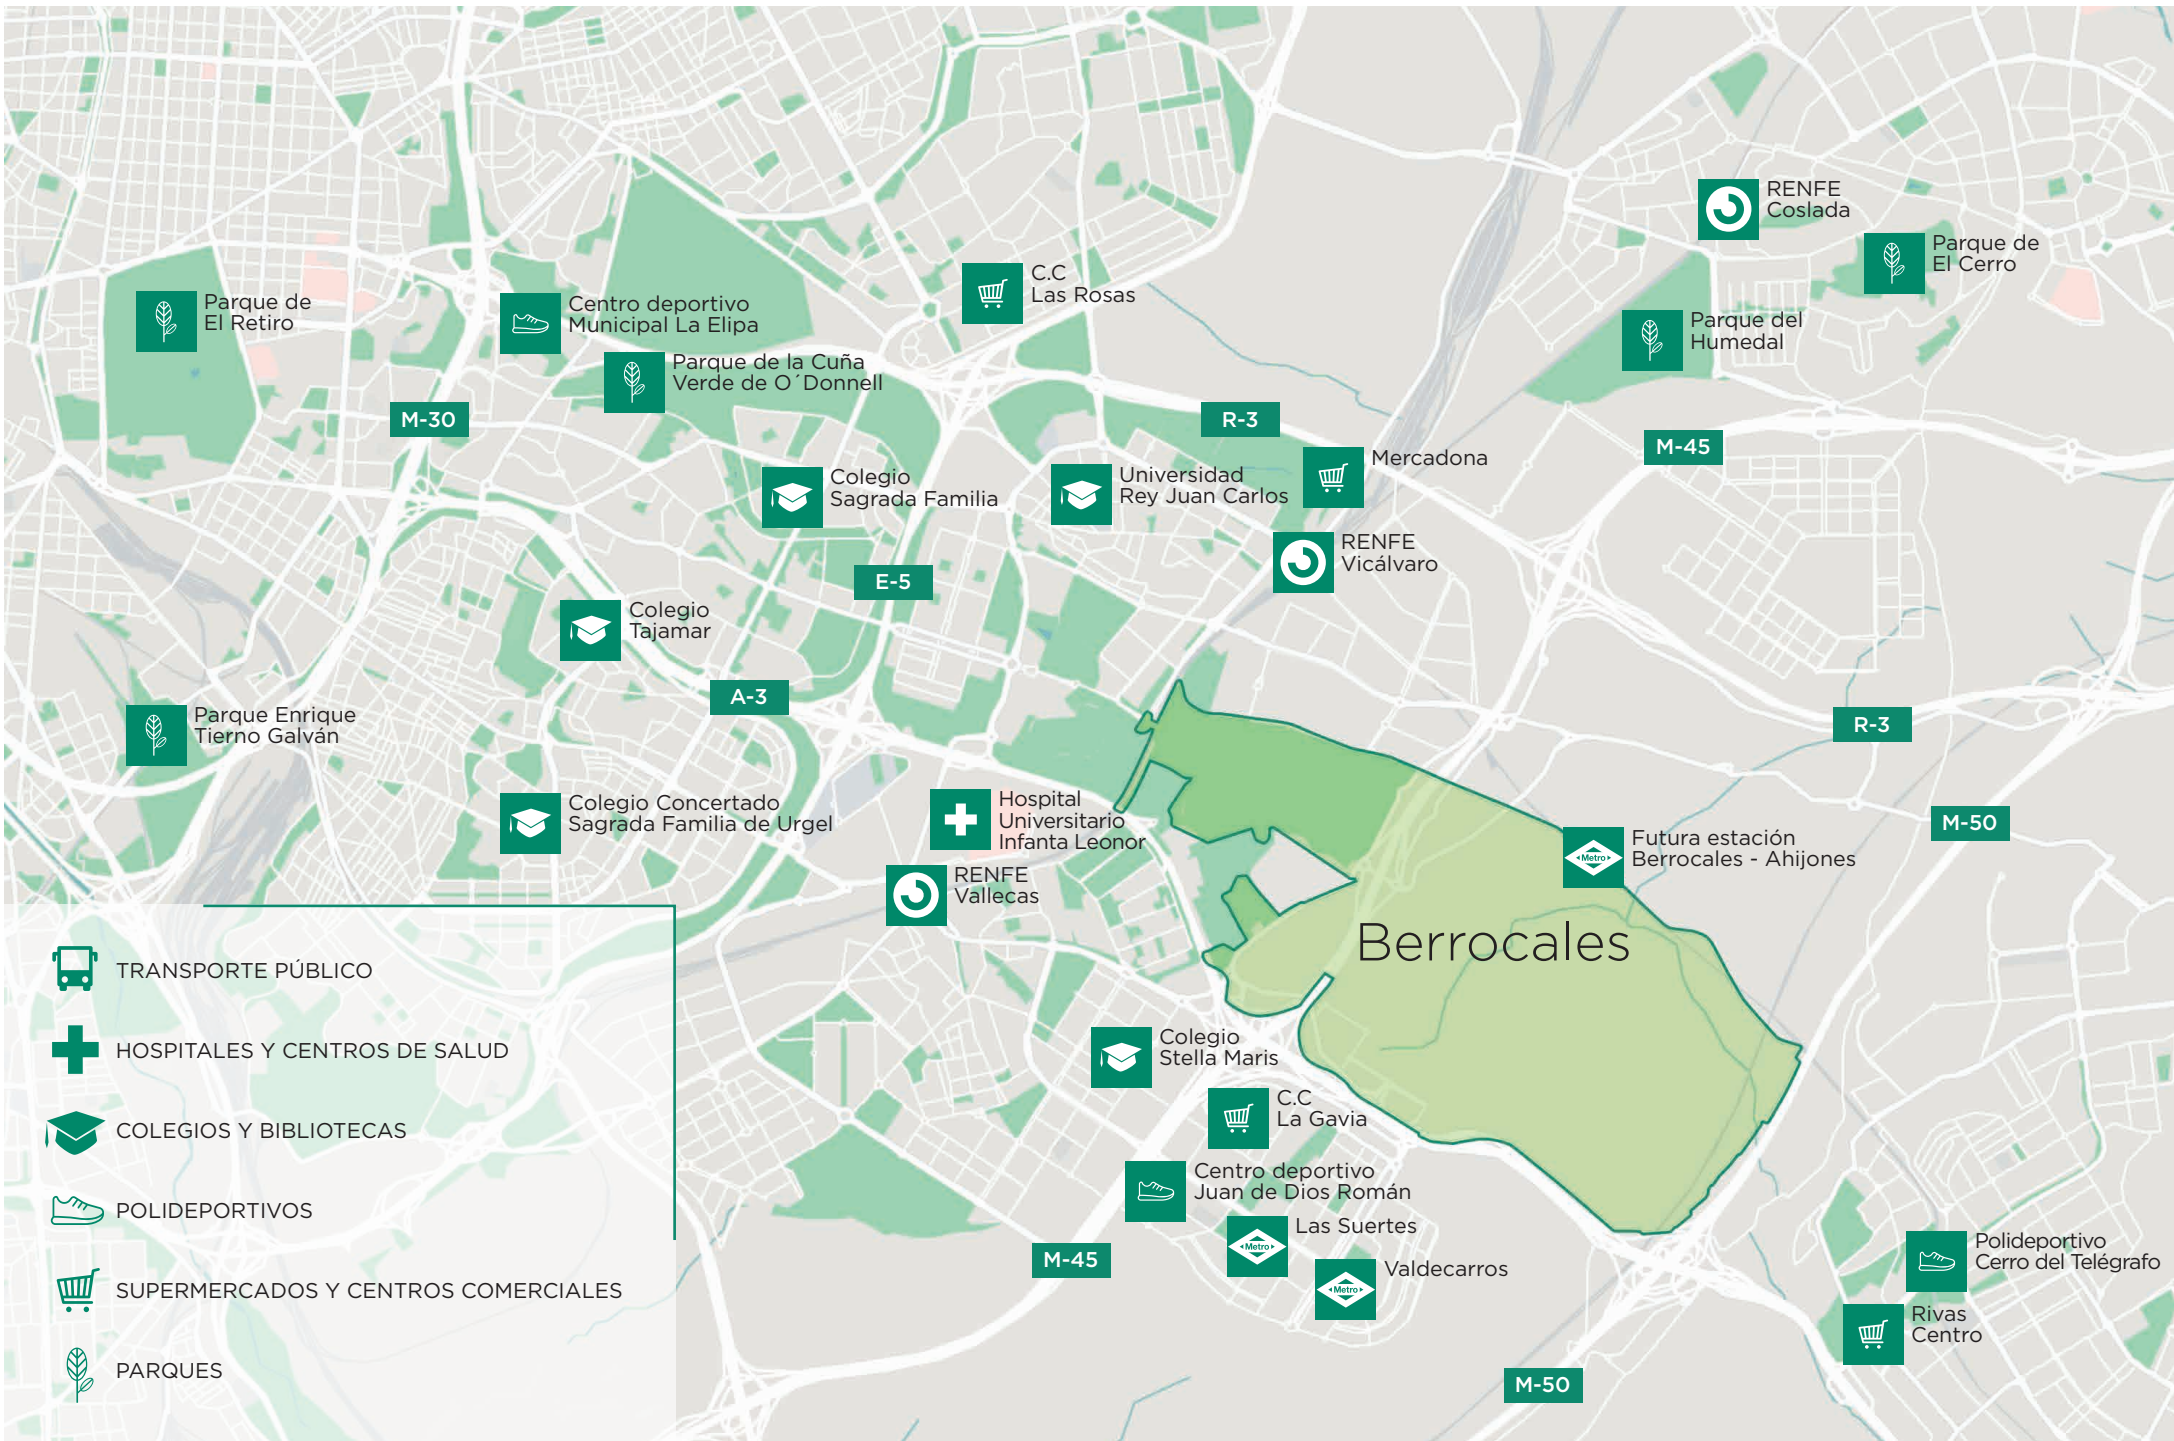 RENFE
Coslada
Parque de
El Cerro
C.C
Las Rosas
Parque de
El Retiro
Centro deportivo
Municipal La Elipa
Parque del
Humedal
Parque de la Cuña
Verde de O´Donnell
M-30
R-3
M-45
Mercadona
Colegio
Sagrada Familia
Universidad
Rey Juan Carlos
RENFE
Vicálvaro
E-5
Colegio
Tajamar
A-3
Parque Enrique
Tierno Galván
R-3
Colegio Concertado
Sagrada Familia de Urgel
Hospital
Universitario
Infanta Leonor
M-50
Metro
Futura estación
Berrocales - Ahijones
RENFE
Vallecas
Berrocales
TRANSPORTE PÚBLICO
HOSPITALES Y CENTROS DE SALUD
COLEGIOS Y BIBLIOTECAS
POLIDEPORTIVOS
SUPERMERCADOS Y CENTROS COMERCIALES
PARQUES
Colegio
Stella Maris
C.C
La Gavia
Centro deportivo
Juan de Dios Román
Metro
Las Suertes
M-45
Metro
Valdecarros
Polideportivo
Cerro del Telégrafo
Rivas
Centro
M-50